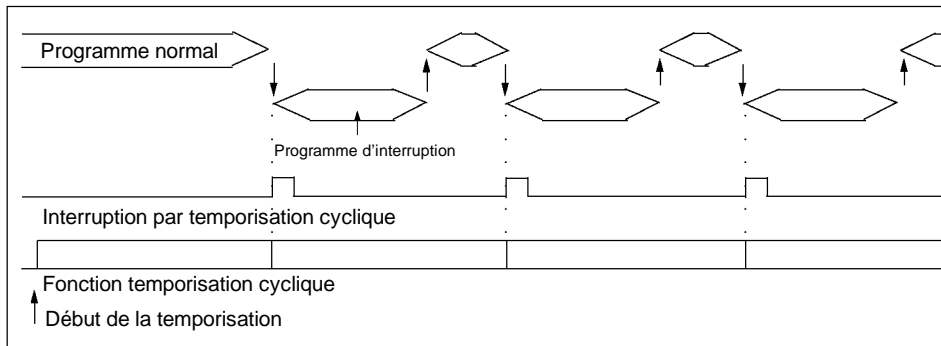 Programme normal
Programme d'interruption
Interruption par temporisation cyclique
Fonction temporisation cyclique
Début de la temporisation